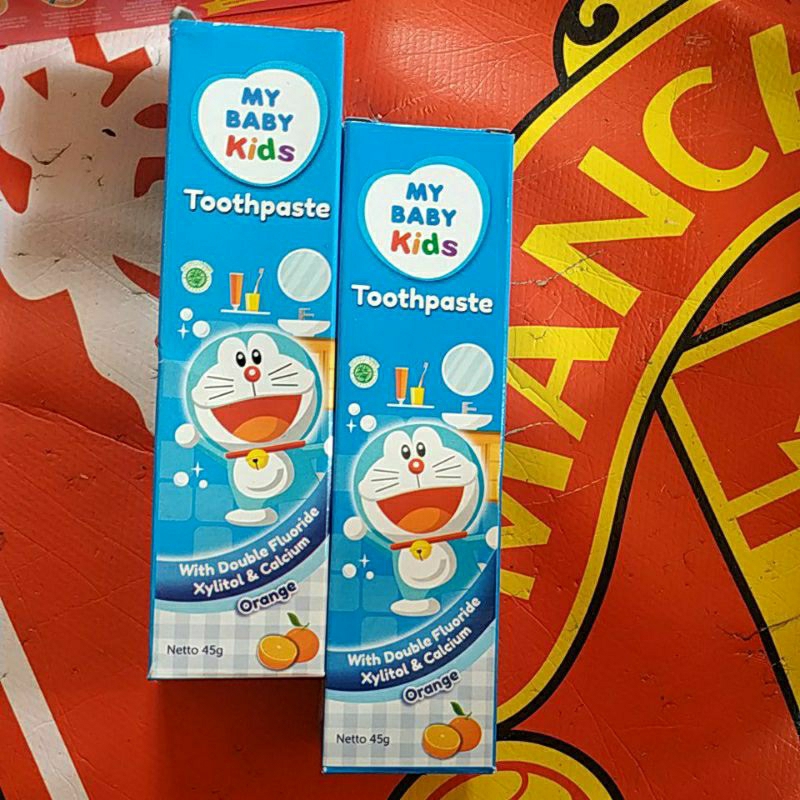 MY
BABY
Kids
Toothpaste
With Double Fluoride
Xylitol & Calcium
Orange
Netto 45g
MY
BABY
Kids
Toothpaste
With Double Fluoride
Xylitol & Calcium
Orange
Netto 45g
MANCH